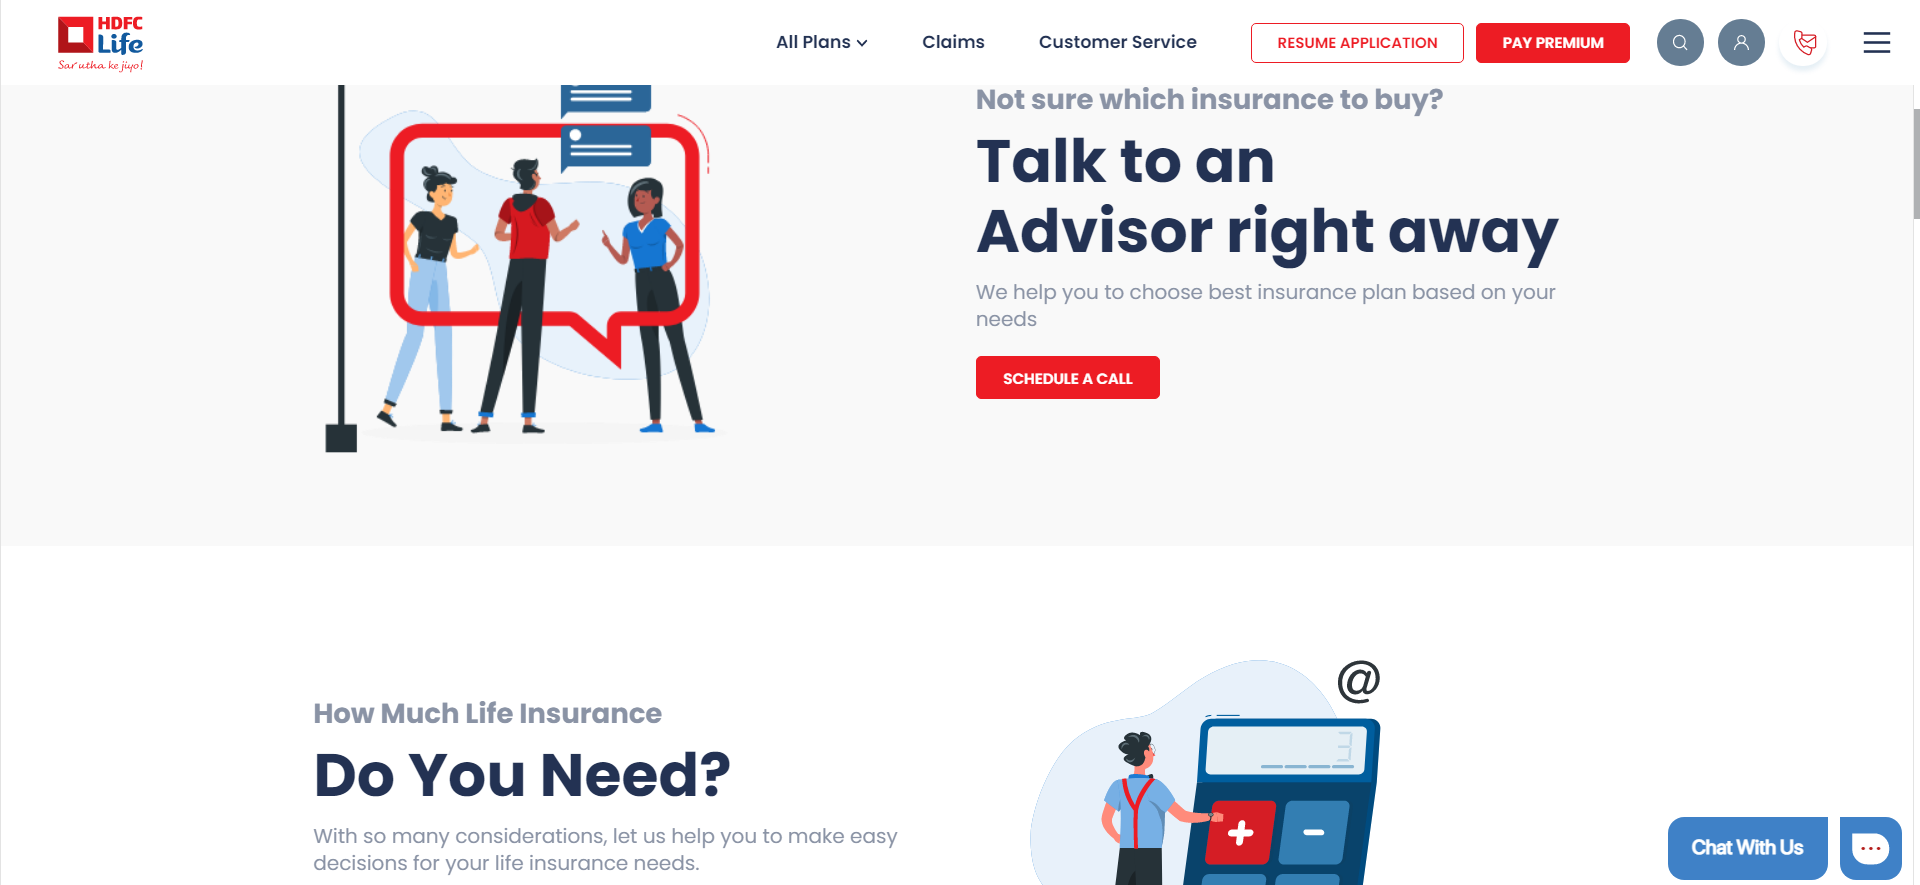 HDFC
Life
Sar utha ke jiyo!
All Plans
Claims
Customer Service
RESUME APPLICATION
PAY PREMIUM
Not sure which insurance to buy?
Talk to an
Advisor right away
We help you to choose best insurance plan based on your
needs
SCHEDULE A CALL
How Much Life Insurance
Do You Need?
With so many considerations, let us help you to make easy
decisions for your life insurance needs.
@
3
+
-
Chat With Us